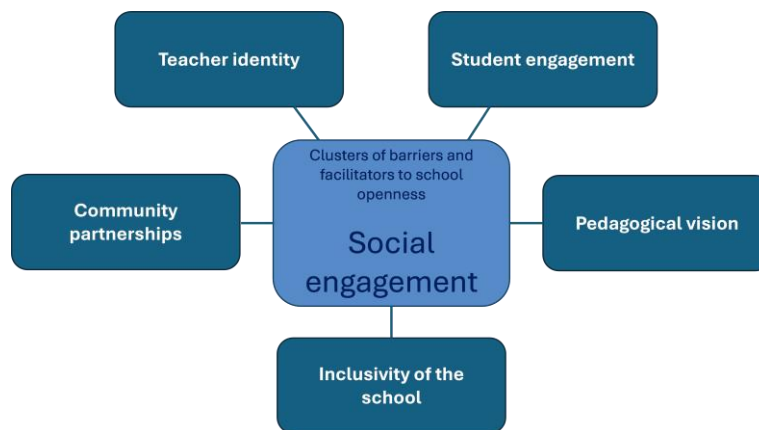 Teacher identity
Student engagement
Clusters of barriers and
facilitators to school
openness
Social
engagement
Community
partnerships
Pedagogical vision
Inclusivity of the
school